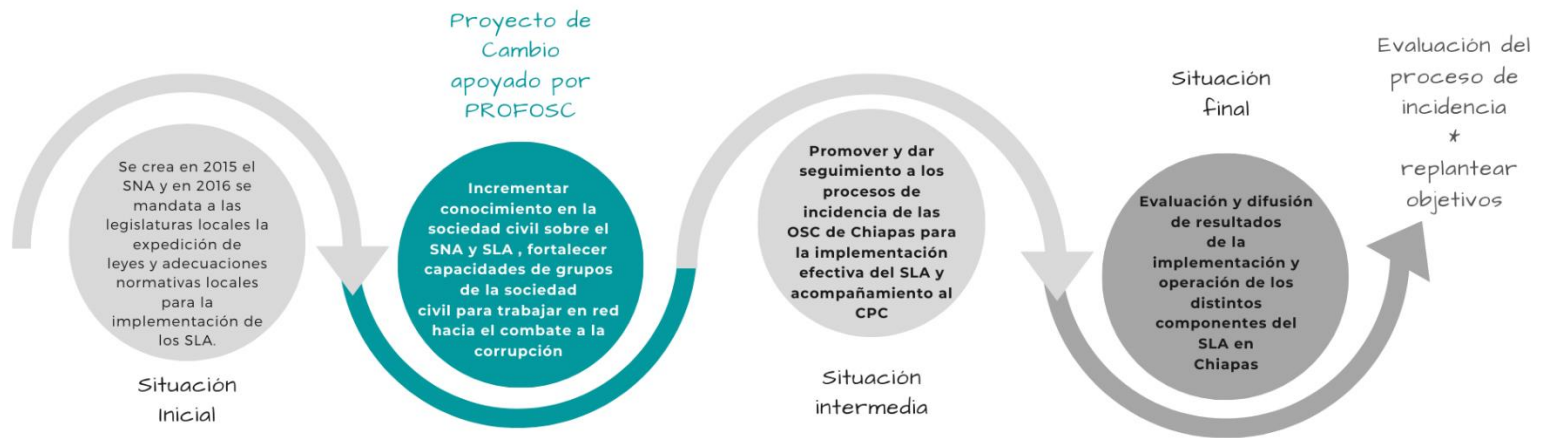 Se crea en 2015 el
SNA y en 2016 se
mandata a las
legislaturas locales la
expedición de
leyes y adecuaciones
normativas locales
para la
implementación de
los SLA.
Situación
Inicial
Proyecto de
Cambio
apoyado por
PROFOSC
Incrementar
conocimiento en la
sociedad civil sobre el
SNA y SLA , fortalecer
capacidades de grupos
de la sociedad
civil para trabajar en red
hacia el combate a la
corrupción
Promover y dar
seguimiento a los
procesos de
incidencia de las
OSC de Chiapas para
la implementación
efectiva del SLA y
acompañamiento al
CPC
Situación
intermedia
Situación
final
Evaluación y difusión
de resultados
de la
implementación y
operación de los
distintos
componentes del
SLA en
Chiapas
Evaluación del
proceso de
incidencia
*
replantear
objetivos